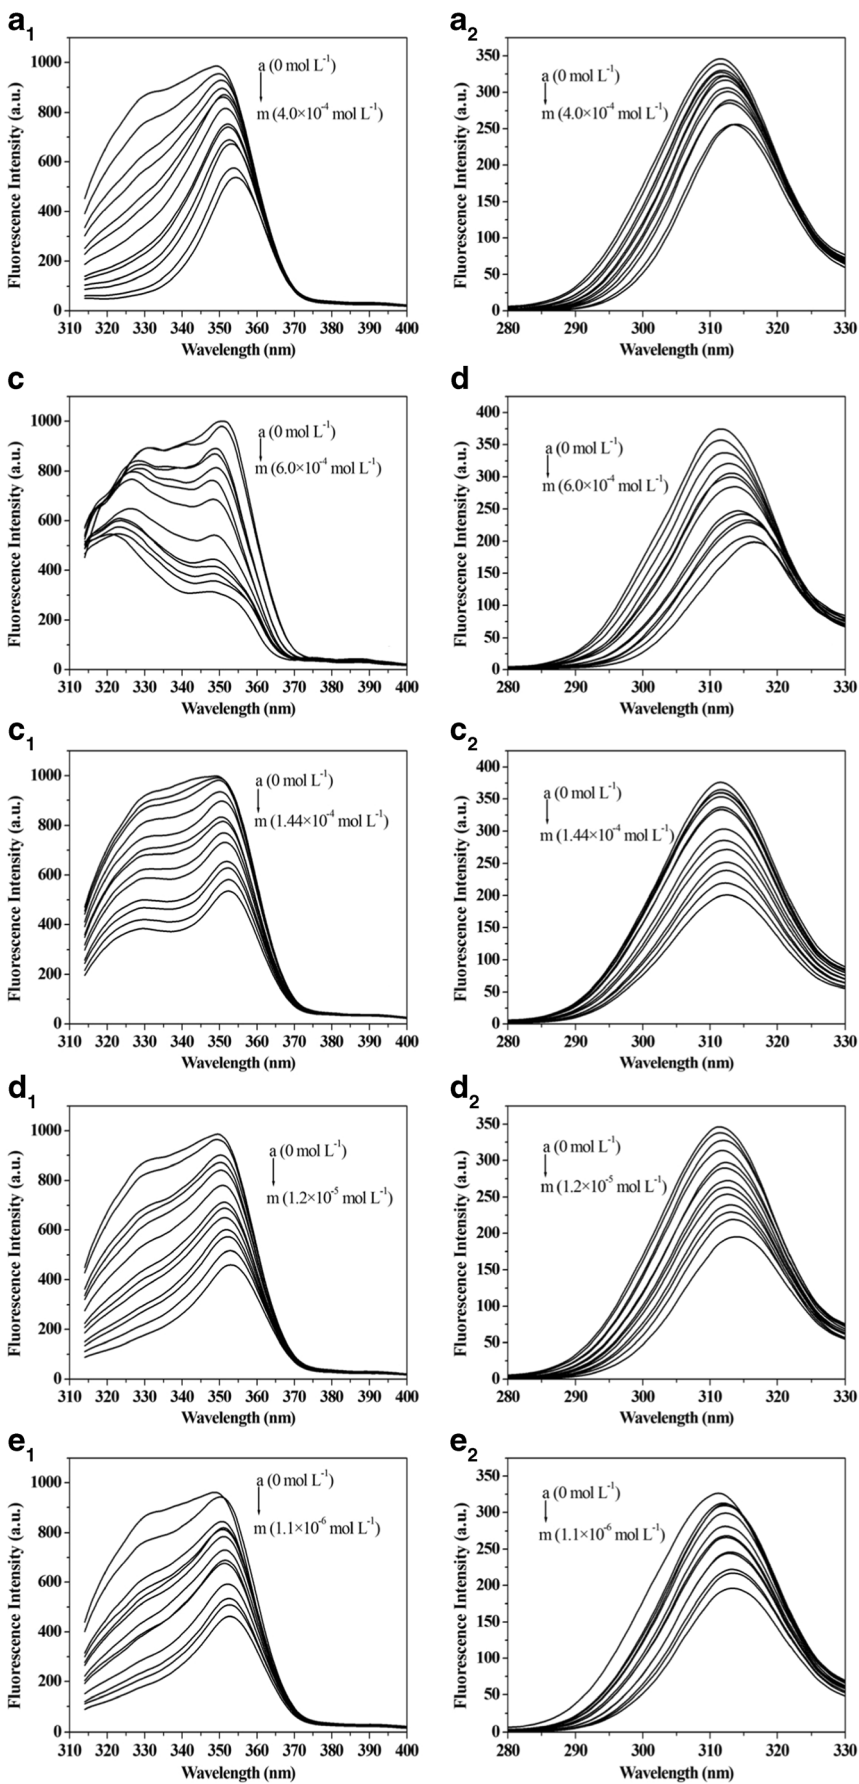 a1
1000
800
600
400
200
0
310 320 330 340 350 360 370 380 390 400
Wavelength (nm)
Fluorescence Intensity (a.u.)
a (0 mol L-1)
m (4.0×10-4 mol L-1)
a2
350
300
250
200
150
100
50
0
280 290 300 310 320 330
Wavelength (nm)
Fluorescence Intensity (a.u.)
a (0 mol L-1)
m (4.0×10-4 mol L-1)
c
1000
800
600
400
200
0
310 320 330 340 350 360 370 380 390 400
Wavelength (nm)
Fluorescence Intensity (a.u.)
a (0 mol L-1)
m (6.0×10-4 mol L-1)
d
400
350
300
250
200
150
100
50
0
280 290 300 310 320 330
Wavelength (nm)
Fluorescence Intensity (a.u.)
a (0 mol L-1)
m (6.0×10-4 mol L-1)
c1
1000
800
600
400
200
0
310 320 330 340 350 360 370 380 390 400
Wavelength (nm)
Fluorescence Intensity (a.u.)
a (0 mol L-1)
m (1.44×10-4 mol L-1)
c2
400
350
300
250
200
150
100
50
0
280 290 300 310 320 330
Wavelength (nm)
Fluorescence Intensity (a.u.)
a (0 mol L-1)
m (1.44×10-4 mol L-1)
d1
1000
800
600
400
200
0
310 320 330 340 350 360 370 380 390 400
Wavelength (nm)
Fluorescence Intensity (a.u.)
a (0 mol L-1)
m (1.2×10-5 mol L-1)
d2
350
300
250
200
150
100
50
0
280 290 300 310 320 330
Wavelength (nm)
Fluorescence Intensity (a.u.)
a (0 mol L-1)
m (1.2×10-5 mol L-1)
e1
1000
800
600
400
200
0
310 320 330 340 350 360 370 380 390 400
Wavelength (nm)
Fluorescence Intensity (a.u.)
a (0 mol L-1)
m (1.1×10-6 mol L-1)
e2
350
300
250
200
150
100
50
0
280 290 300 310 320 330
Wavelength (nm)
Fluorescence Intensity (a.u.)
a (0 mol L-1)
m (1.1×10-6 mol L-1)